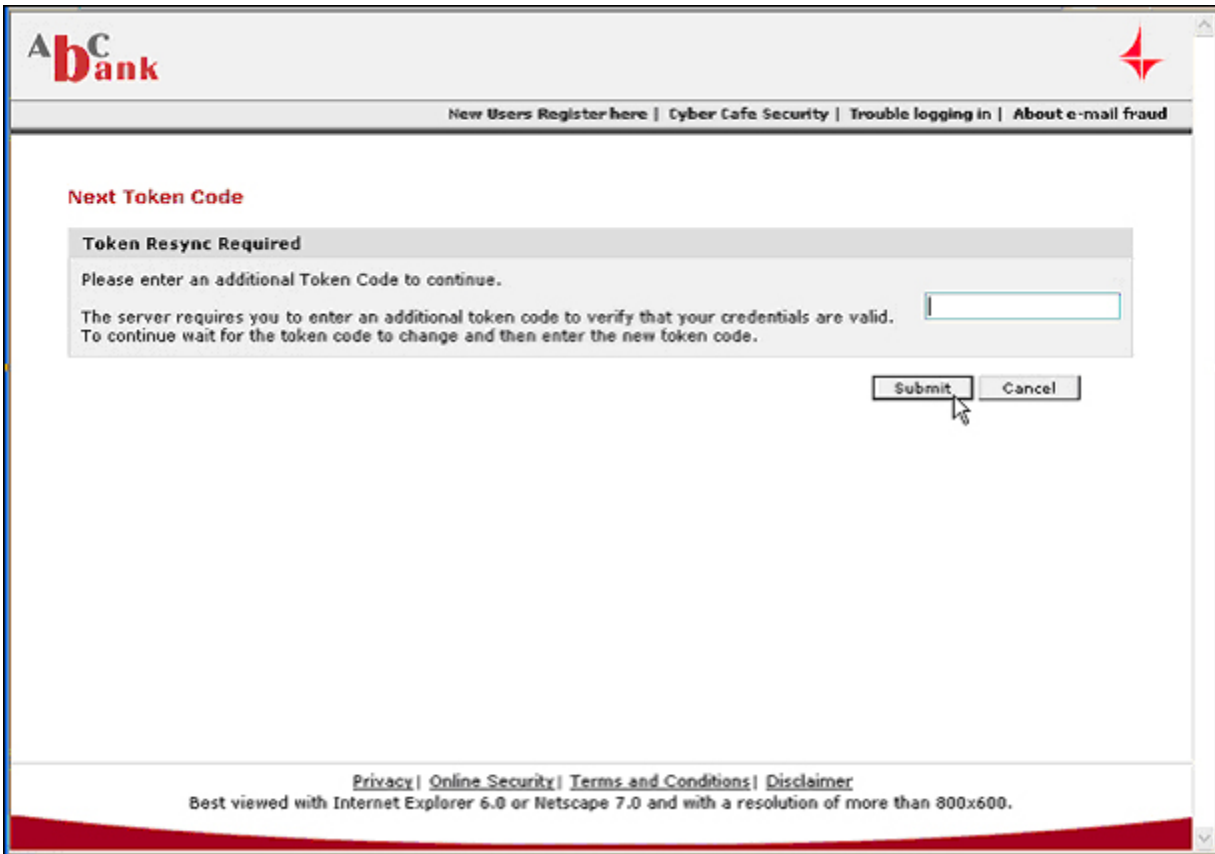 AbC Bank
New Users Register here | Cyber Cafe Security | Trouble logging in | About e-mail fraud
Next Token Code
Token Resync Required
Please enter an additional Token Code to continue.
The server requires you to enter an additional token code to verify that your credentials are valid.
To continue wait for the token code to change and then enter the new token code.
Submit
Cancel
Privacy| Online Security| Terms and Conditions| Disclaimer
Best viewed with Internet Explorer 6.0 or Netscape 7.0 and with a resolution of more than 800x600.